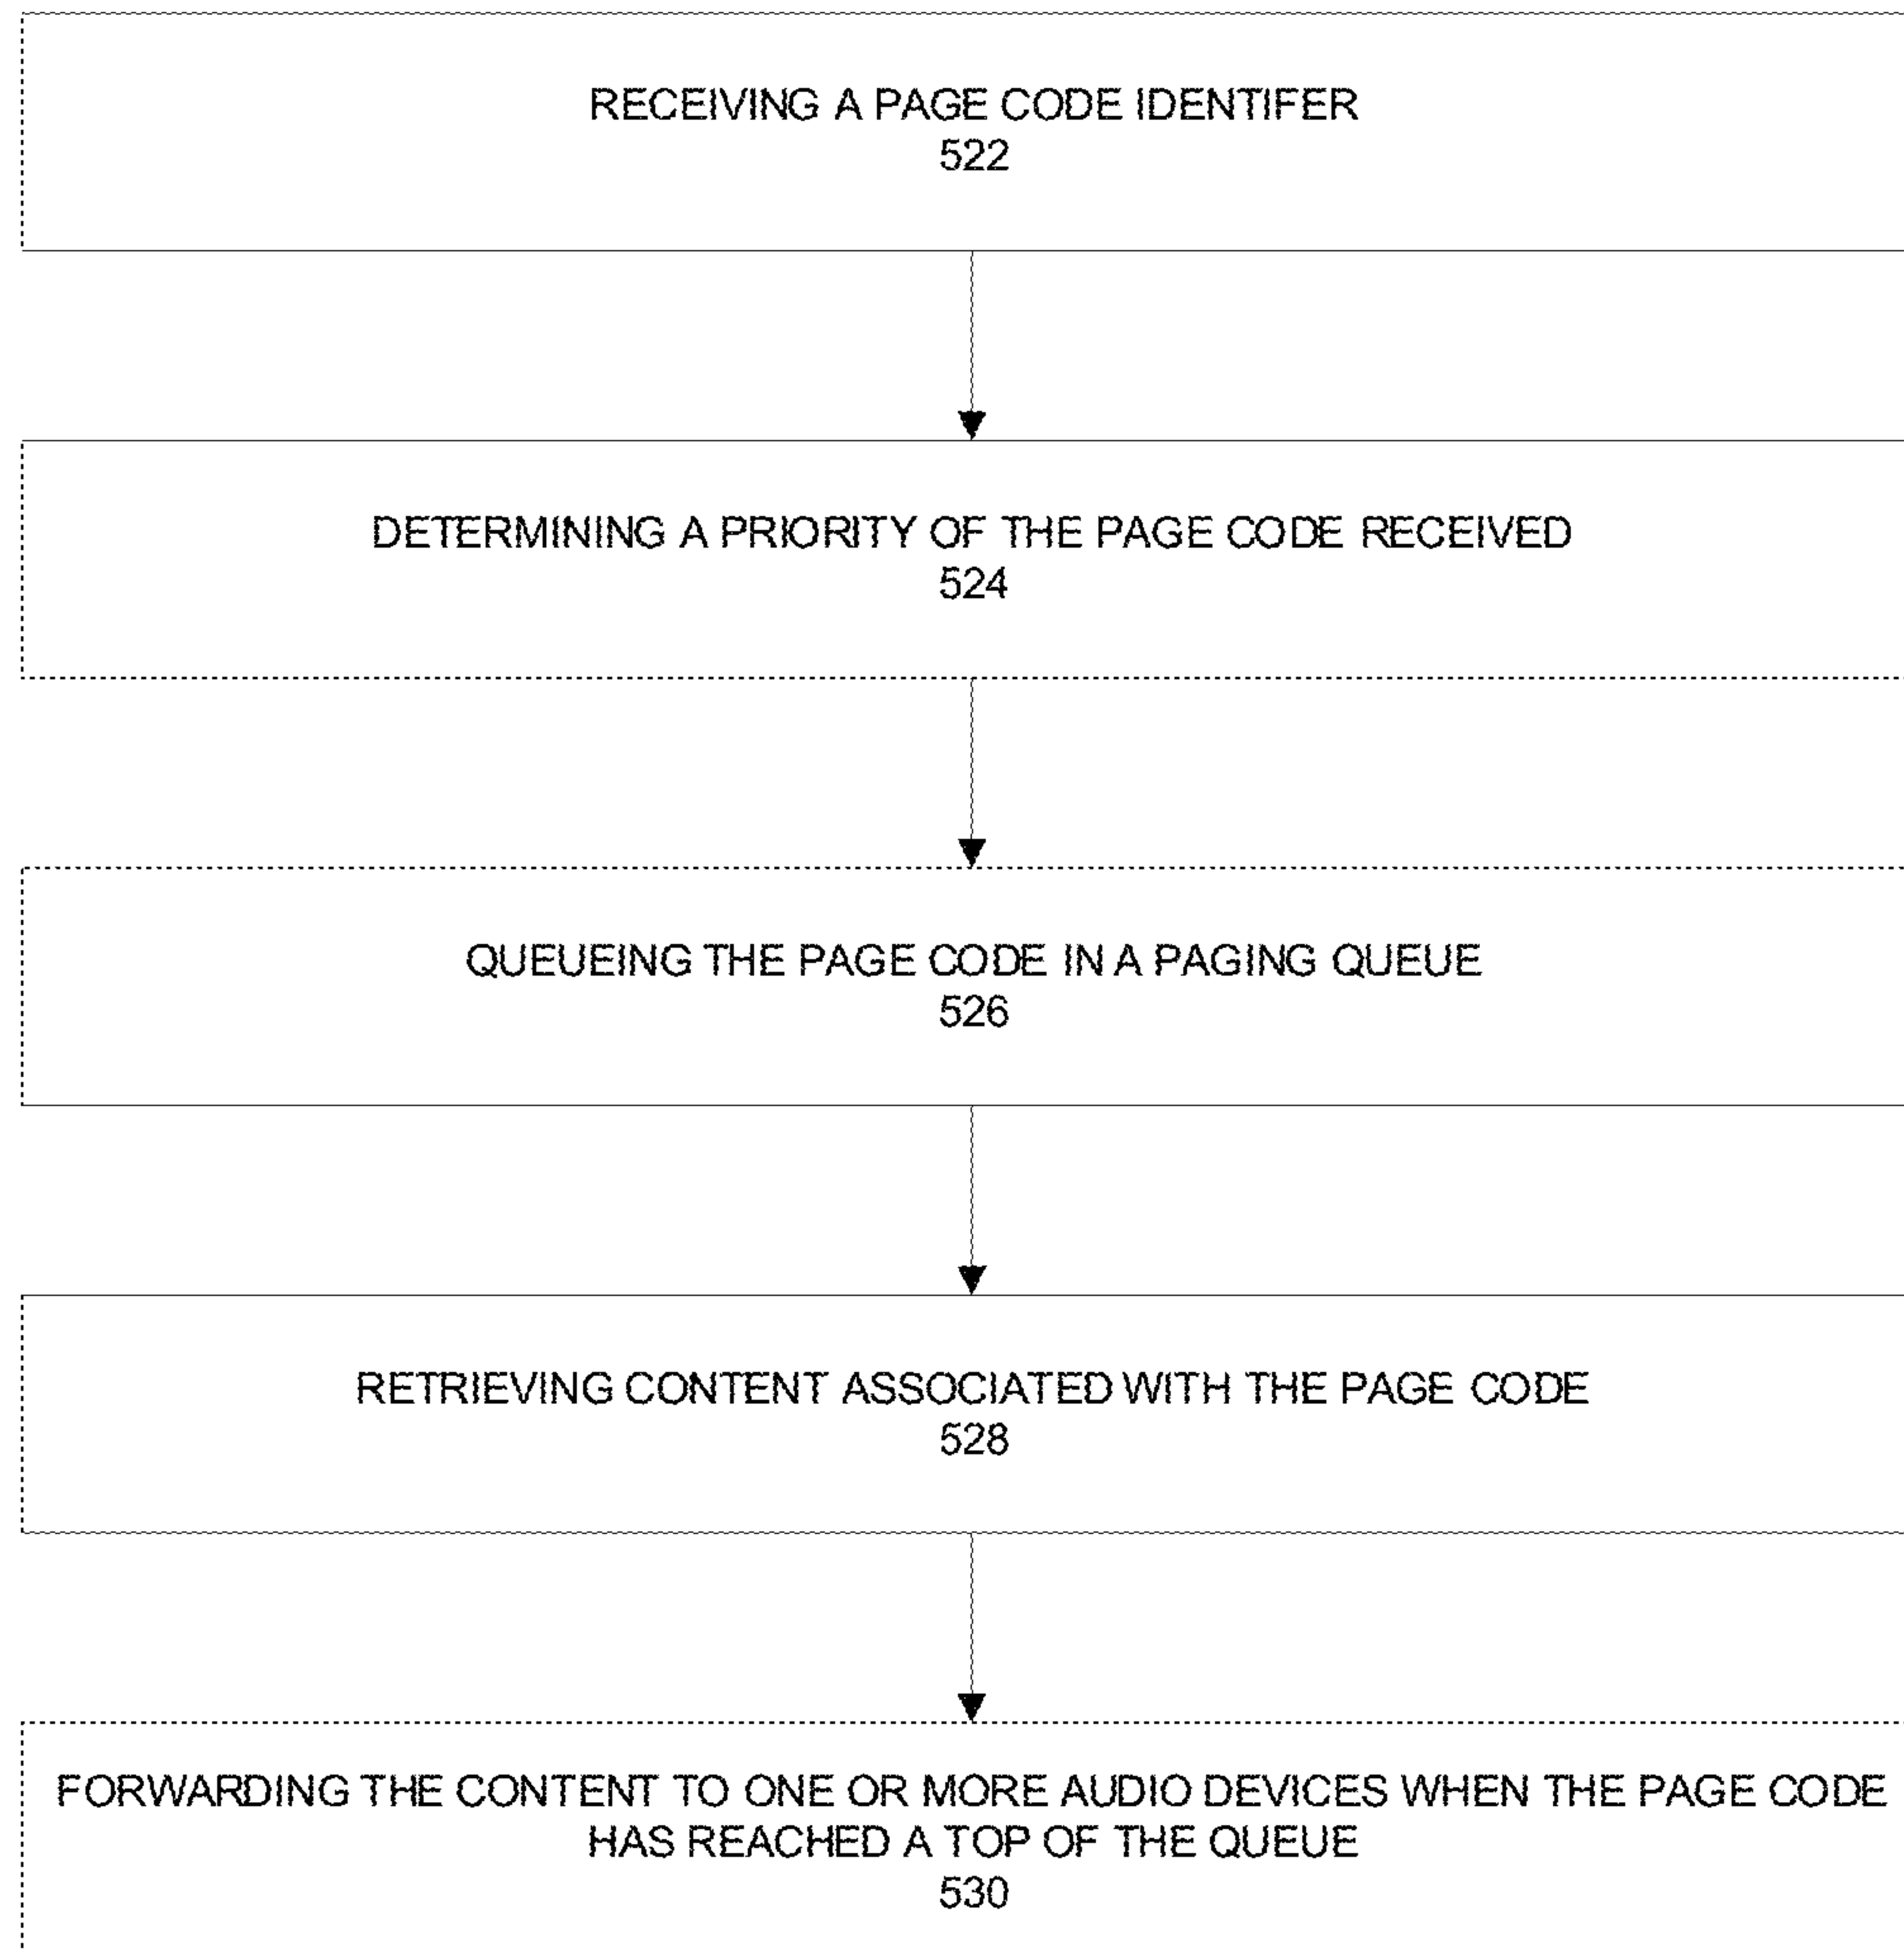 RECEIVING A PAGE CODE IDENTIFER
522
DETERMINING A PRIORITY OF THE PAGE CODE RECEIVED
524
QUEUEING THE PAGE CODE IN A PAGING QUEUE
526
RETRIEVING CONTENT ASSOCIATED WITH THE PAGE CODE
528
FORWARDING THE CONTENT TO ONE OR MORE AUDIO DEVICES WHEN THE PAGE CODE
HAS REACHED A TOP OF THE QUEUE
530